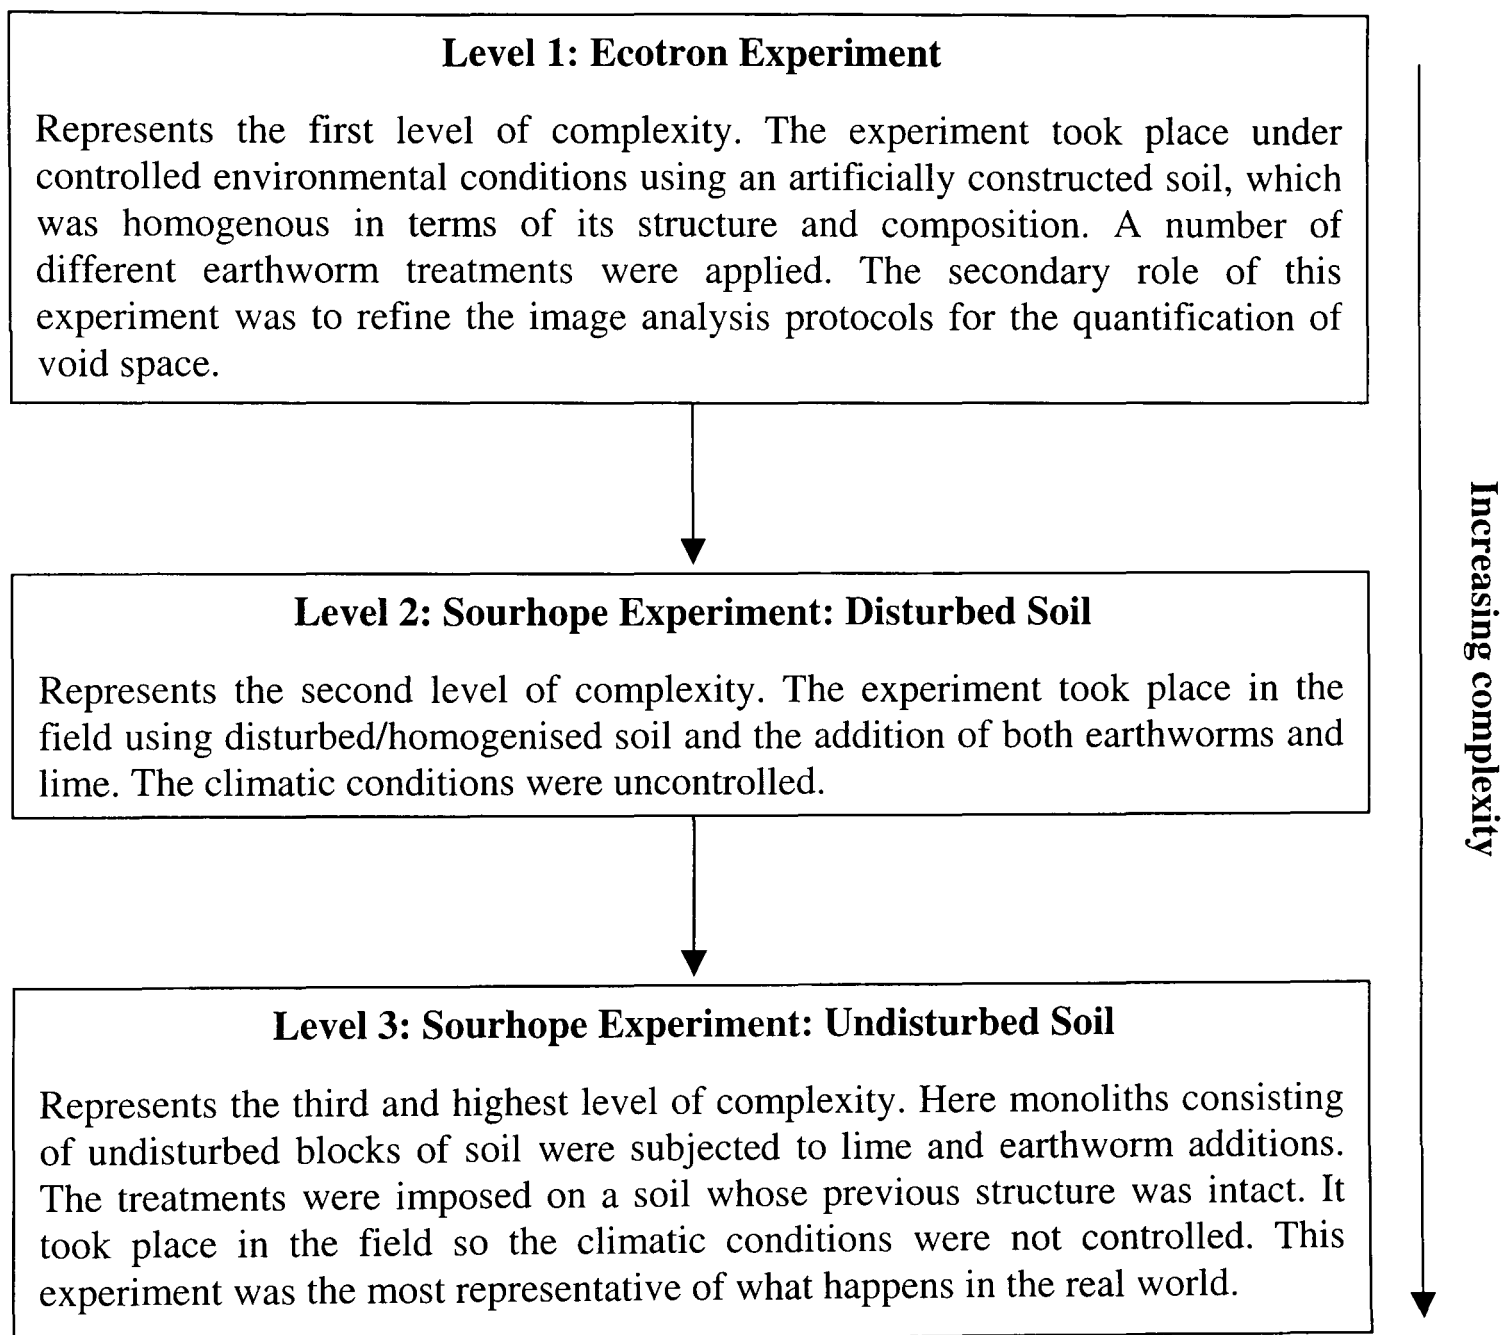 Level 1: Ecotron Experiment
Represents the first level of complexity. The experiment took place under
controlled environmental conditions using an artificially constructed soil, which
was homogenous in terms of its structure and composition. A number of
different earthworm treatments were applied. The secondary role of this
experiment was to refine the image analysis protocols for the quantification of
void space.
Level 2: Sourhope Experiment: Disturbed Soil
Represents the second level of complexity. The experiment took place in the
field using disturbed/homogenised soil and the addition of both earthworms and
lime. The climatic conditions were uncontrolled.
Level 3: Sourhope Experiment: Undisturbed Soil
Represents the third and highest level of complexity. Here monoliths consisting
of undisturbed blocks of soil were subjected to lime and earthworm additions.
The treatments were imposed on a soil whose previous structure was intact. It
took place in the field so the climatic conditions were not controlled. This
experiment was the most representative of what happens in the real world.
Increasing complexity